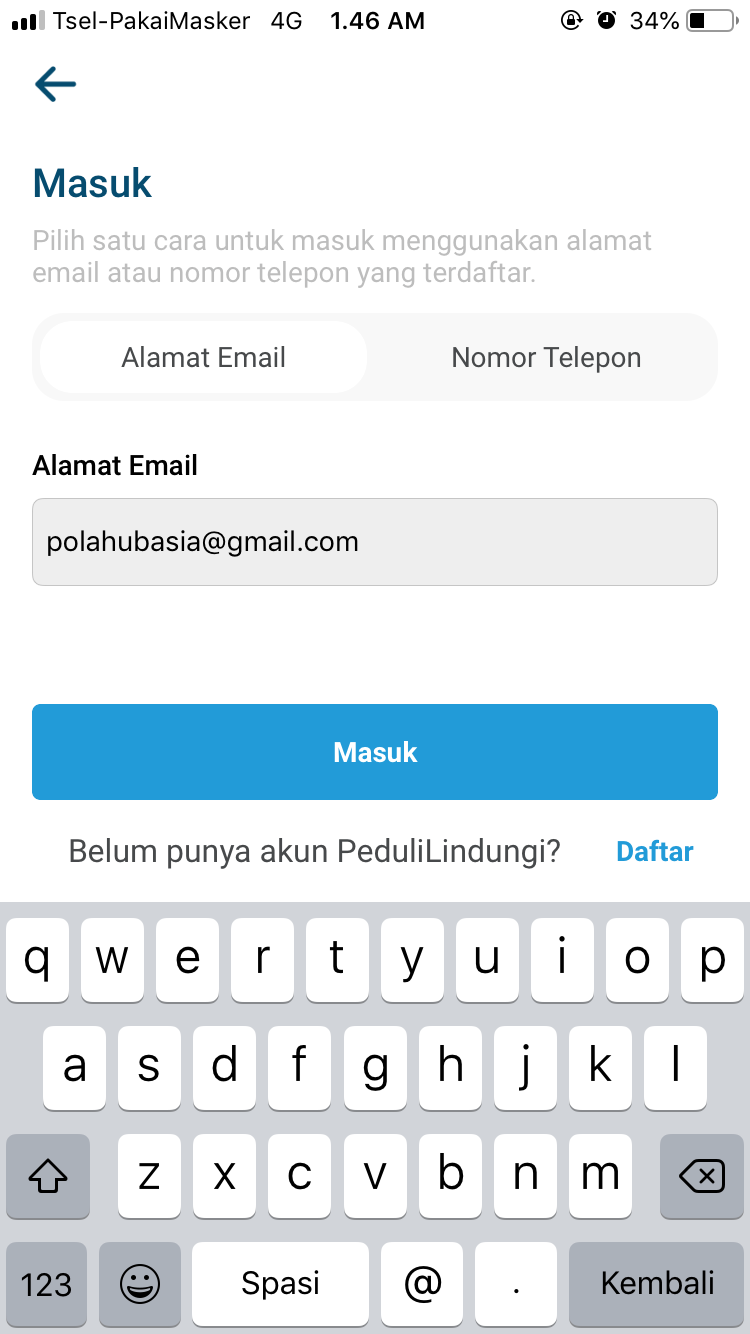 Tsel-PakaiMasker 4G 1.46 AM 34%
Masuk
Pilih satu cara untuk masuk menggunakan alamat
email atau nomor telepon yang terdaftar.
Alamat Email Nomor Telepon
Alamat Email
polahubasia@gmail.com
Masuk
Belum punya akun PeduliLindungi? Daftar
q w e r t y u i o p
a s d f g h j k l
z x c v b n m
123 Spasi @ . Kembali